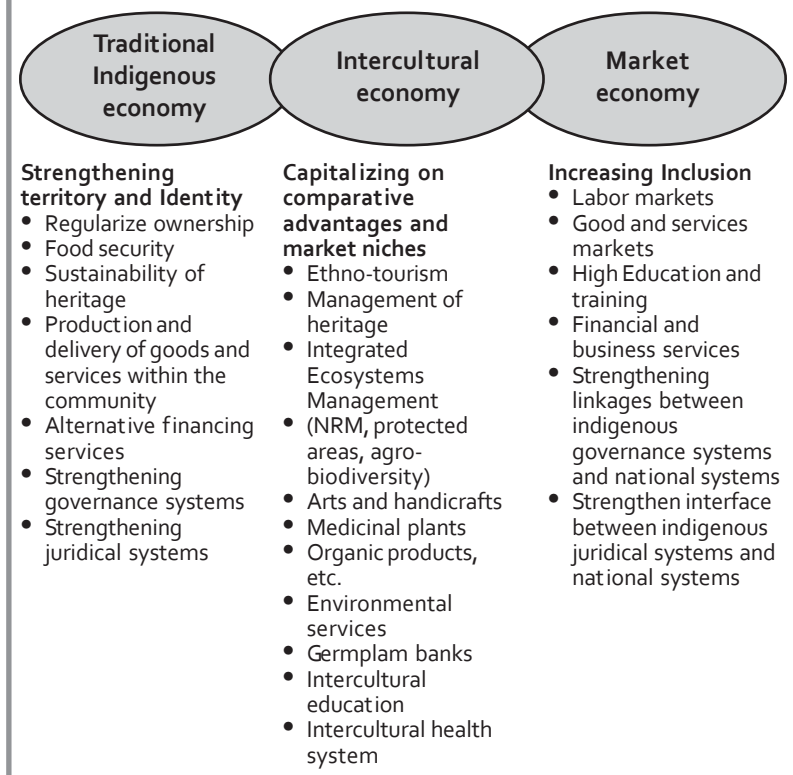 Traditional
Indigenous
economy
Intercultural
economy
Market
economy
Strengthening
territory and Identity
• Regularize ownership
• Food security
• Sustainability of
heritage
• Production and
delivery of goods and
services within the
community
• Alternative financing
services
• Strengthening
governance systems
• Strengthening
juridical systems
Capitalizing on
comparative
advantages and
market niches
• Ethno-tourism
• Management of
heritage
• Integrated
Ecosystems
Management
• (NRM, protected
areas, agro-
biodiversity)
• Arts and handicrafts
• Medicinal plants
• Organic products,
etc.
• Environmental
services
• Germplam banks
• Intercultural
education
• Intercultural health
system
Increasing Inclusion
• Labor markets
• Good and services
markets
• High Education and
training
• Financial and
business services
• Strengthening
linkages between
indigenous
governance systems
and national systems
• Strengthen interface
between indigenous
juridical systems and
national systems